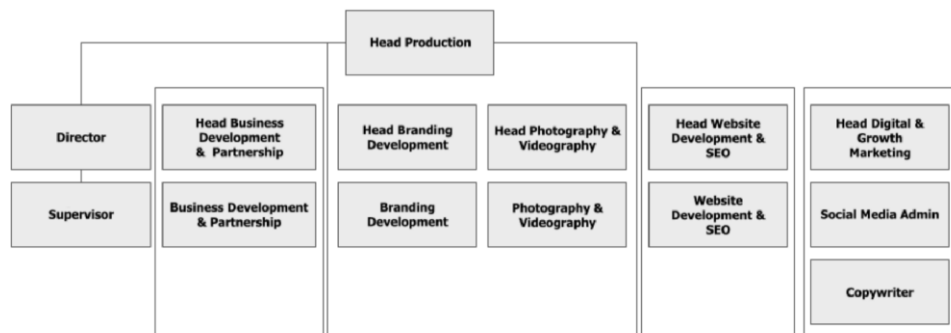 Head Production
Director
Head Business
Development
& Partnership
Head Branding
Development
Head Photography &
Videography
Head Website
Development &
SEO
Head Digital &
Growth
Marketing
Supervisor
Business Development
& Partnership
Branding
Development
Photography &
Videography
Website
Development &
SEO
Social Media Admin
Copywriter